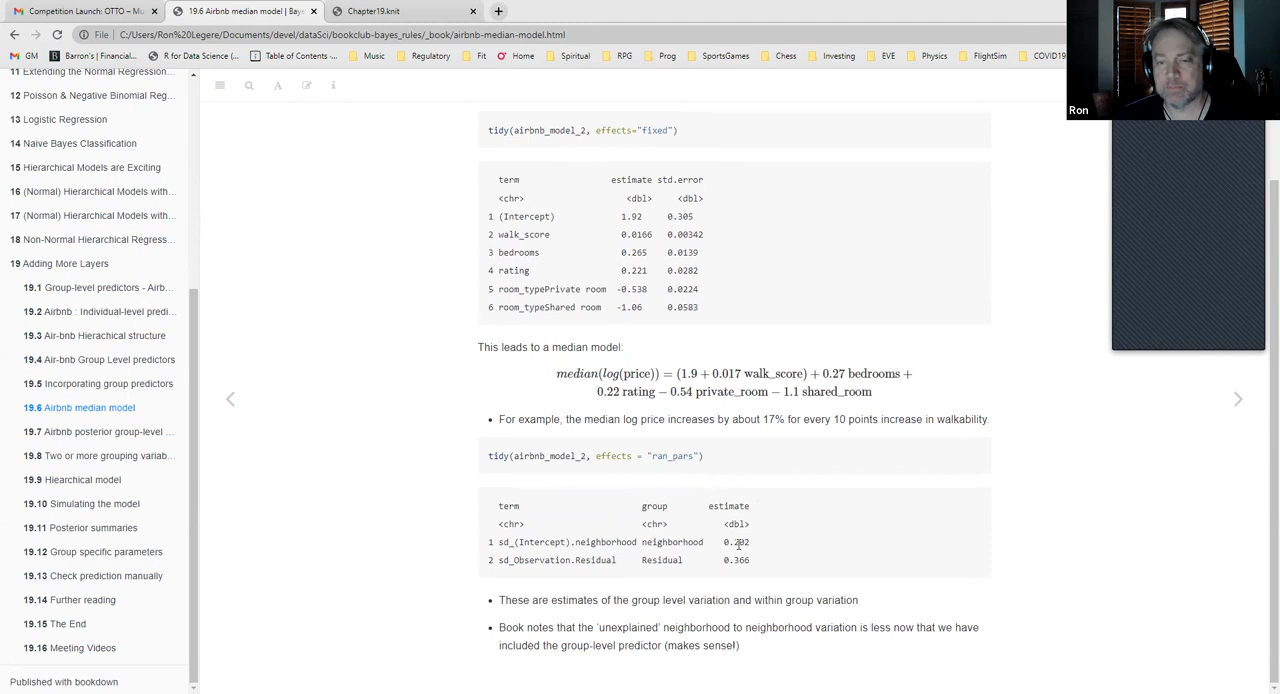 Competition Launch: OTTO – Mu
19.6 Airbnb median model | Baye
Chapter19.knit
File
C:/Users/Ron%20Legere/Documents/devel/dataSci/bookclub-bayes_rules/_book/airbnb-median-model.html
GM
Barron's | Financial...
R for Data Science (...
Table of Contents -...
Music
Regulatory
Fit
Home
Spiritual
RPG
Prog
SportsGames
Chess
Investing
EVE
Physics
FlightSim
COVID19
Ron
11 Extending the Normal Regression...
12 Poisson & Negative Binomial Reg...
13 Logistic Regression
14 Naive Bayes Classification
15 Hierarchical Models are Exciting
16 (Normal) Hierarchical Models with...
17 (Normal) Hierarchical Models with...
18 Non-Normal Hierarchical Regress...
19 Adding More Layers
19.1 Group-level predictors - Airb...
19.2 Airbnb : Individual-level predi...
19.3 Air-bnb Hierachical structure
19.4 Air-bnb Group Level predictors
19.5 Incorporating group predictors
19.6 Airbnb median model
19.7 Airbnb posterior group-level ...
19.8 Two or more grouping variab...
19.9 Hiearchical model
19.10 Simulating the model
19.11 Posterior summaries
19.12 Group specific parameters
19.13 Check prediction manually
19.14 Further reading
19.15 The End
19.16 Meeting Videos
Published with bookdown
tidy(airbnb_model_2, effects="fixed")
term estimate std.error
<chr> <dbl> <dbl>
1 (Intercept) 1.92 0.305
2 walk_score 0.0166 0.00342
3 bedrooms 0.265 0.0139
4 rating 0.221 0.0282
5 room_typePrivate room -0.538 0.0224
6 room_typeShared room -1.06 0.0583
This leads to a median model:
median(log(price)) = (1.9 + 0.017 walk_score) + 0.27 bedrooms +
0.22 rating − 0.54 private_room − 1.1 shared_room
• For example, the median log price increases by about 17% for every 10 points increase in walkability.
tidy(airbnb_model_2, effects = "ran_pars")
term group estimate
<chr> <chr> <dbl>
1 sd_(Intercept).neighborhood neighborhood
2 sd_Observation.Residual Residual 0.366
• These are estimates of the group level variation and within group variation
• Book notes that the 'unexplained' neighborhood to neighborhood variation is less now that we have
included the group-level predictor (makes sense!)